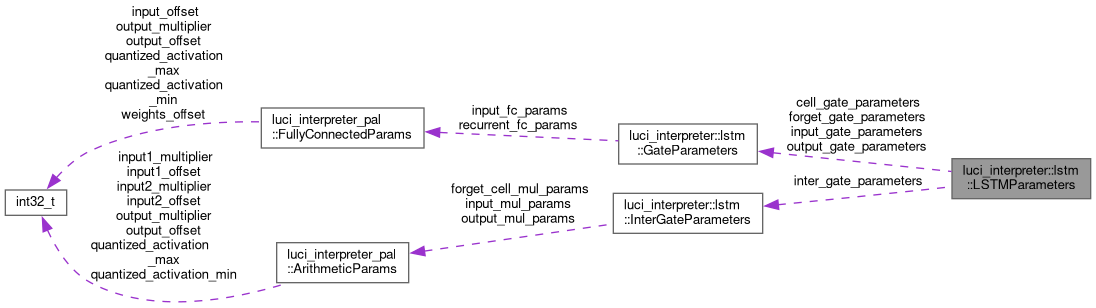 input_offset
output_multiplier
output_offset
quantized_activation
_max
quantized_activation
_min
weights_offset
luci_interpreter_pal
::FullyConnectedParams
input_fc_params
recurrent_fc_params
luci_interpreter::lstm
::GateParameters
cell_gate_parameters
forget_gate_parameters
input_gate_parameters
output_gate_parameters
luci_interpreter::lstm
::LSTMParameters
int32_t
input1_multiplier
input1_offset
input2_multiplier
input2_offset
output_multiplier
output_offset
quantized_activation
_max
quantized_activation_min
luci_interpreter_pal
::ArithmeticParams
forget_cell_mul_params
input_mul_params
output_mul_params
luci_interpreter::lstm
::InterGateParameters
inter_gate_parameters